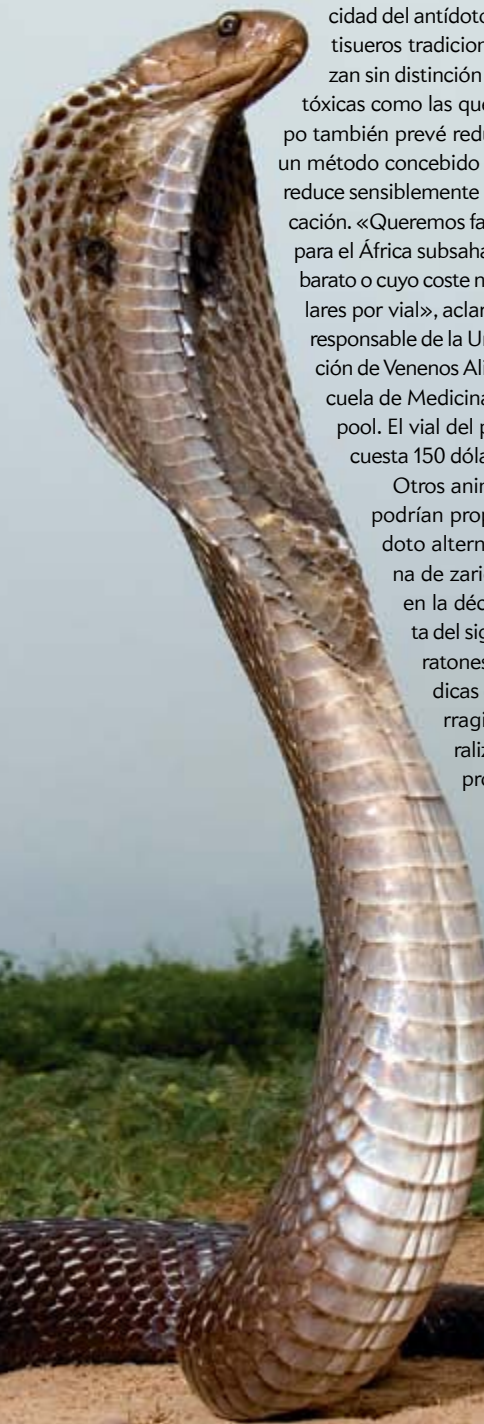 cidad del antídoto
tisueros tradicion
zan sin distinción
tóxicas como las que
po también prevé redu
un método concebido
reduce sensiblemente
cación. «Queremos fa
para el África subsaha
barato o cuyo coste n
lares por vial», aclar
responsable de la Un
ción de Venenos Ali
cuela de Medicina
pool. El vial del p
cuesta 150 dóla
Otros anim
podrían prop
doto altern
na de zari
en la déc
ta del sig
ratones
dicas
rragi
raliz
pro